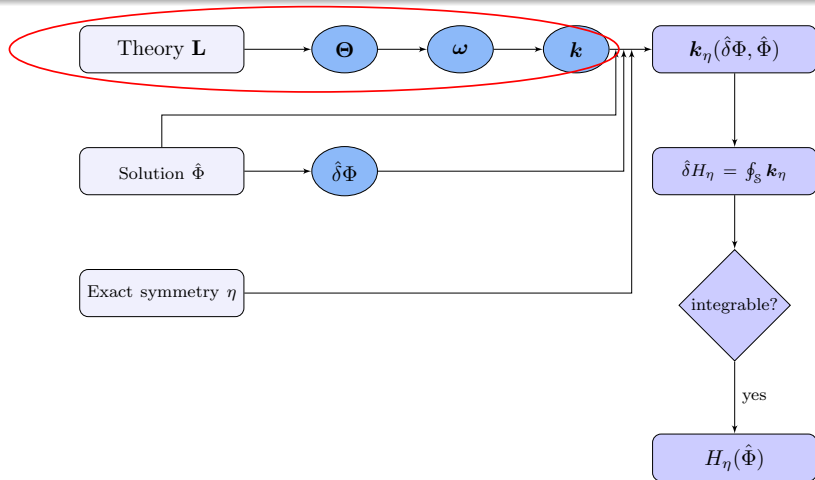 Theory L
Θ
ω
k
k_η(δ̂Φ, Φ̂)
Solution Φ̂
δ̂Φ
δ̂H_η = ∮_𝕊 k_η
Exact symmetry η
integrable?
yes
H_η(Φ̂)